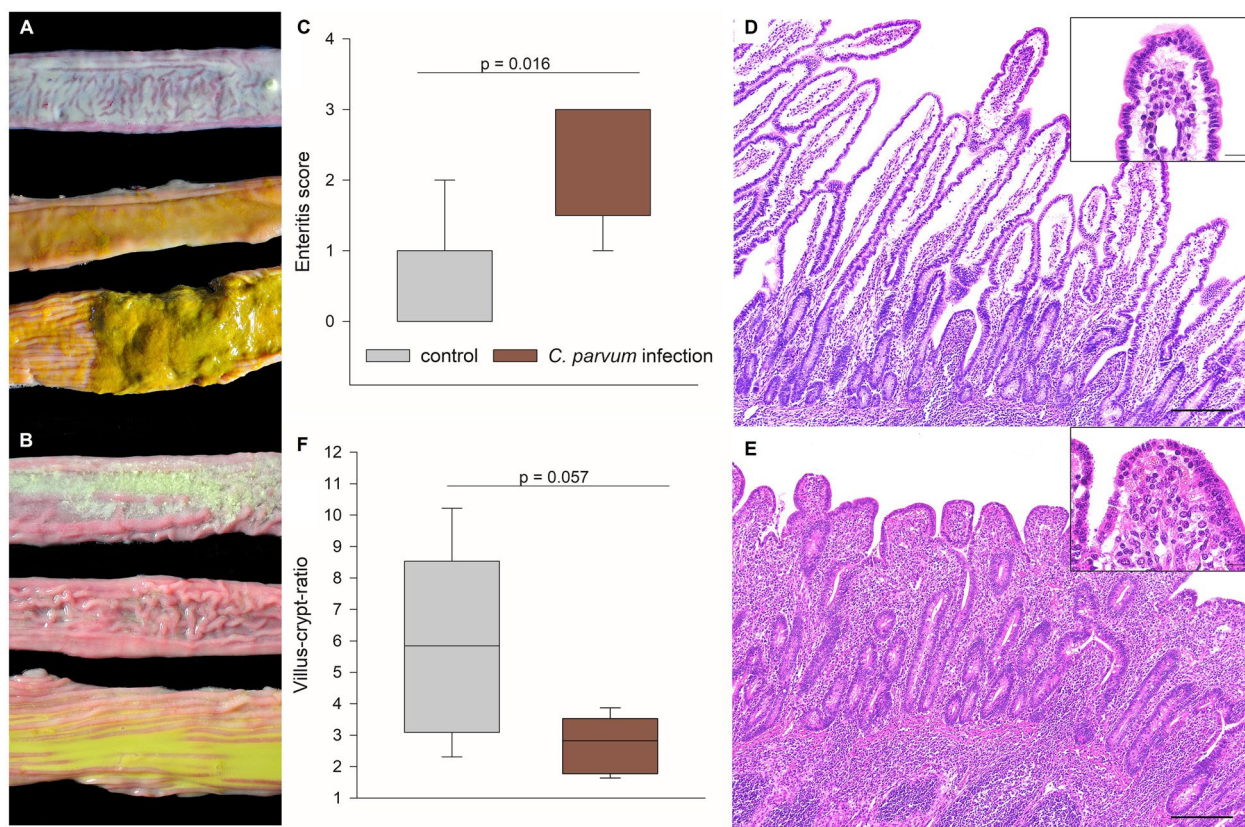 A
C
4
p = 0.016
3
2
1
0
Enteritis score
control
C. parvum infection
D
B
F
12
p = 0.057
11
10
9
8
7
6
5
4
3
2
1
Villus-crypt-ratio
E